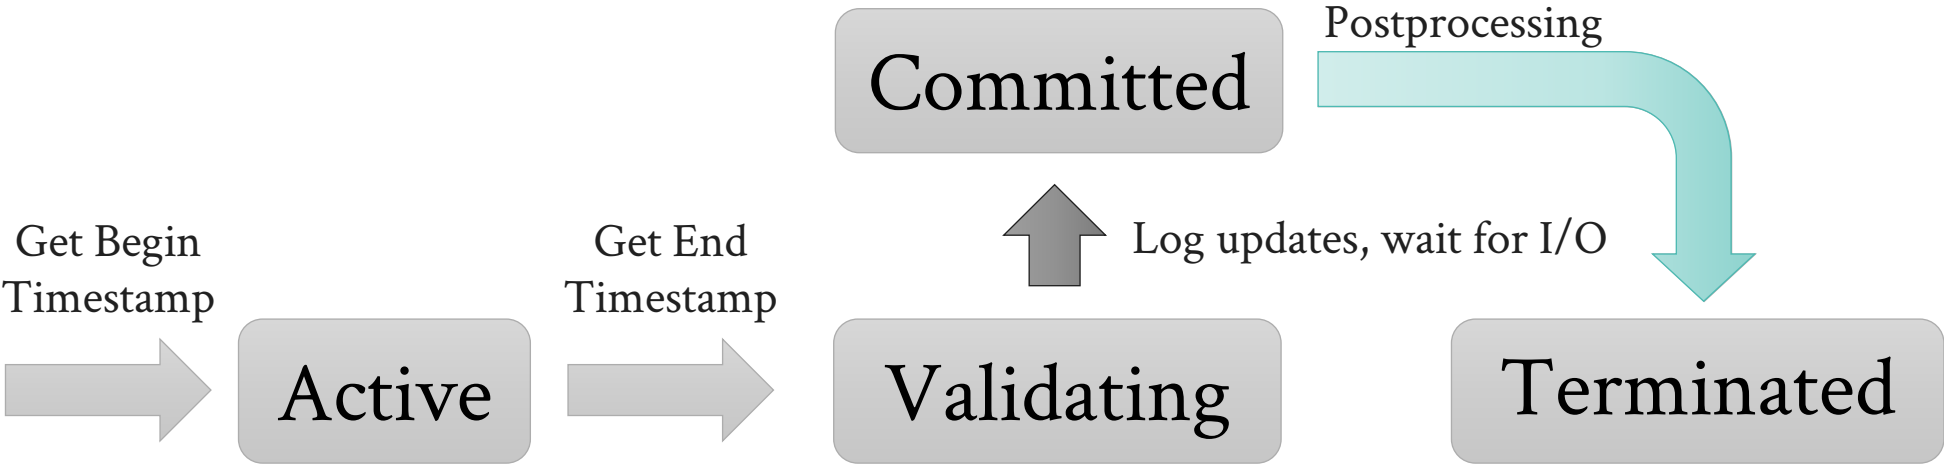 Postprocessing
Committed
Log updates, wait for I/O
Get Begin
Timestamp
Get End
Timestamp
Active
Validating
Terminated